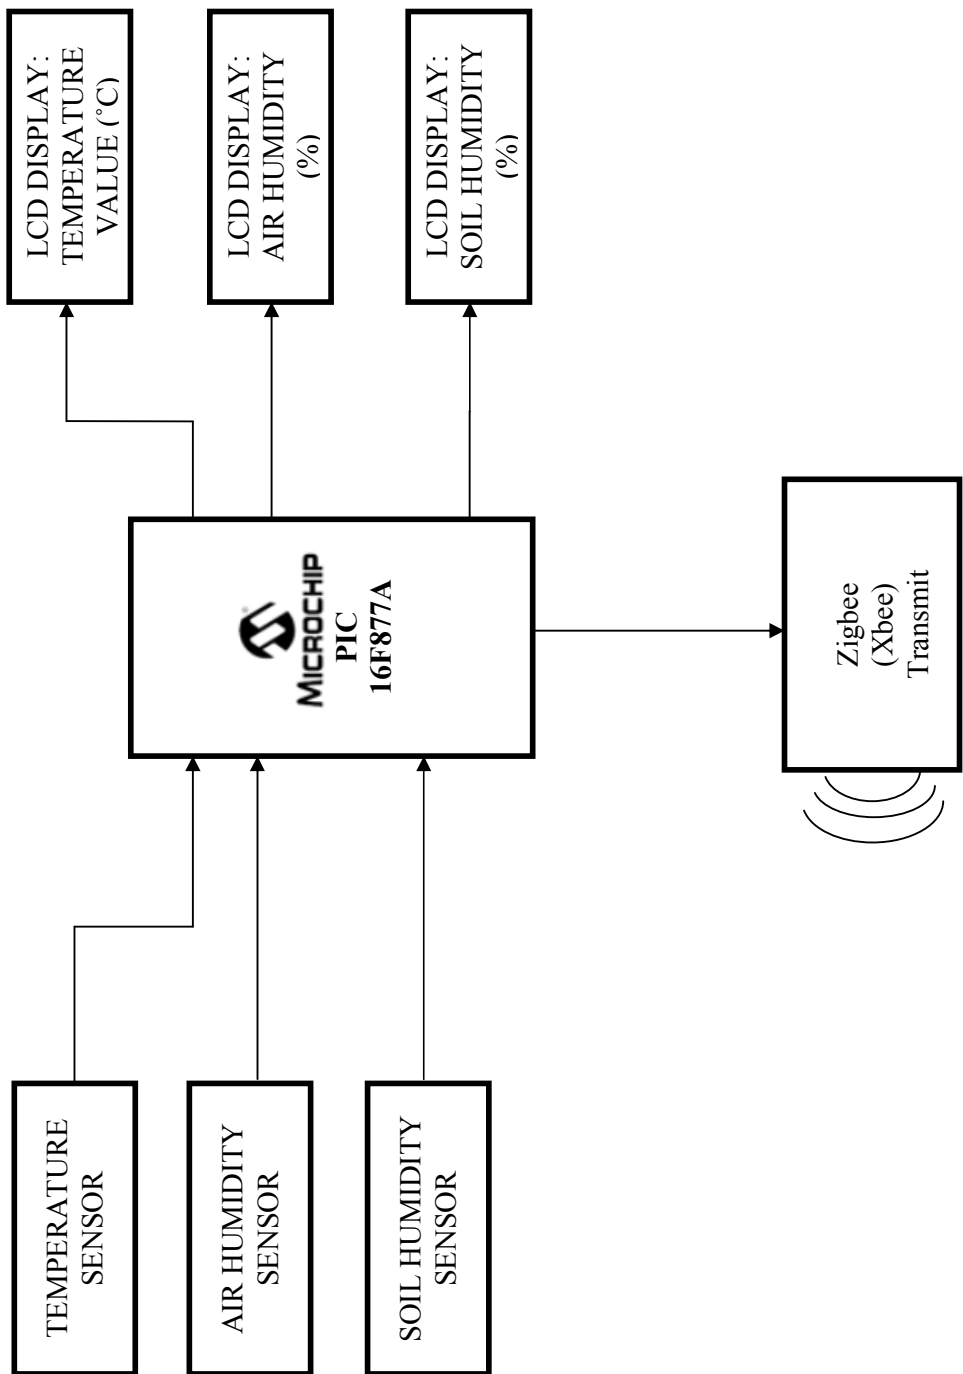 TEMPERATURE
SENSOR
AIR HUMIDITY
SENSOR
SOIL HUMIDITY
SENSOR
MICROCHIP
PIC
16F877A
LCD DISPLAY:
TEMPERATURE
VALUE (˚C)
LCD DISPLAY:
AIR HUMIDITY
(%)
LCD DISPLAY:
SOIL HUMIDITY
(%)
Zigbee
(Xbee)
Transmit